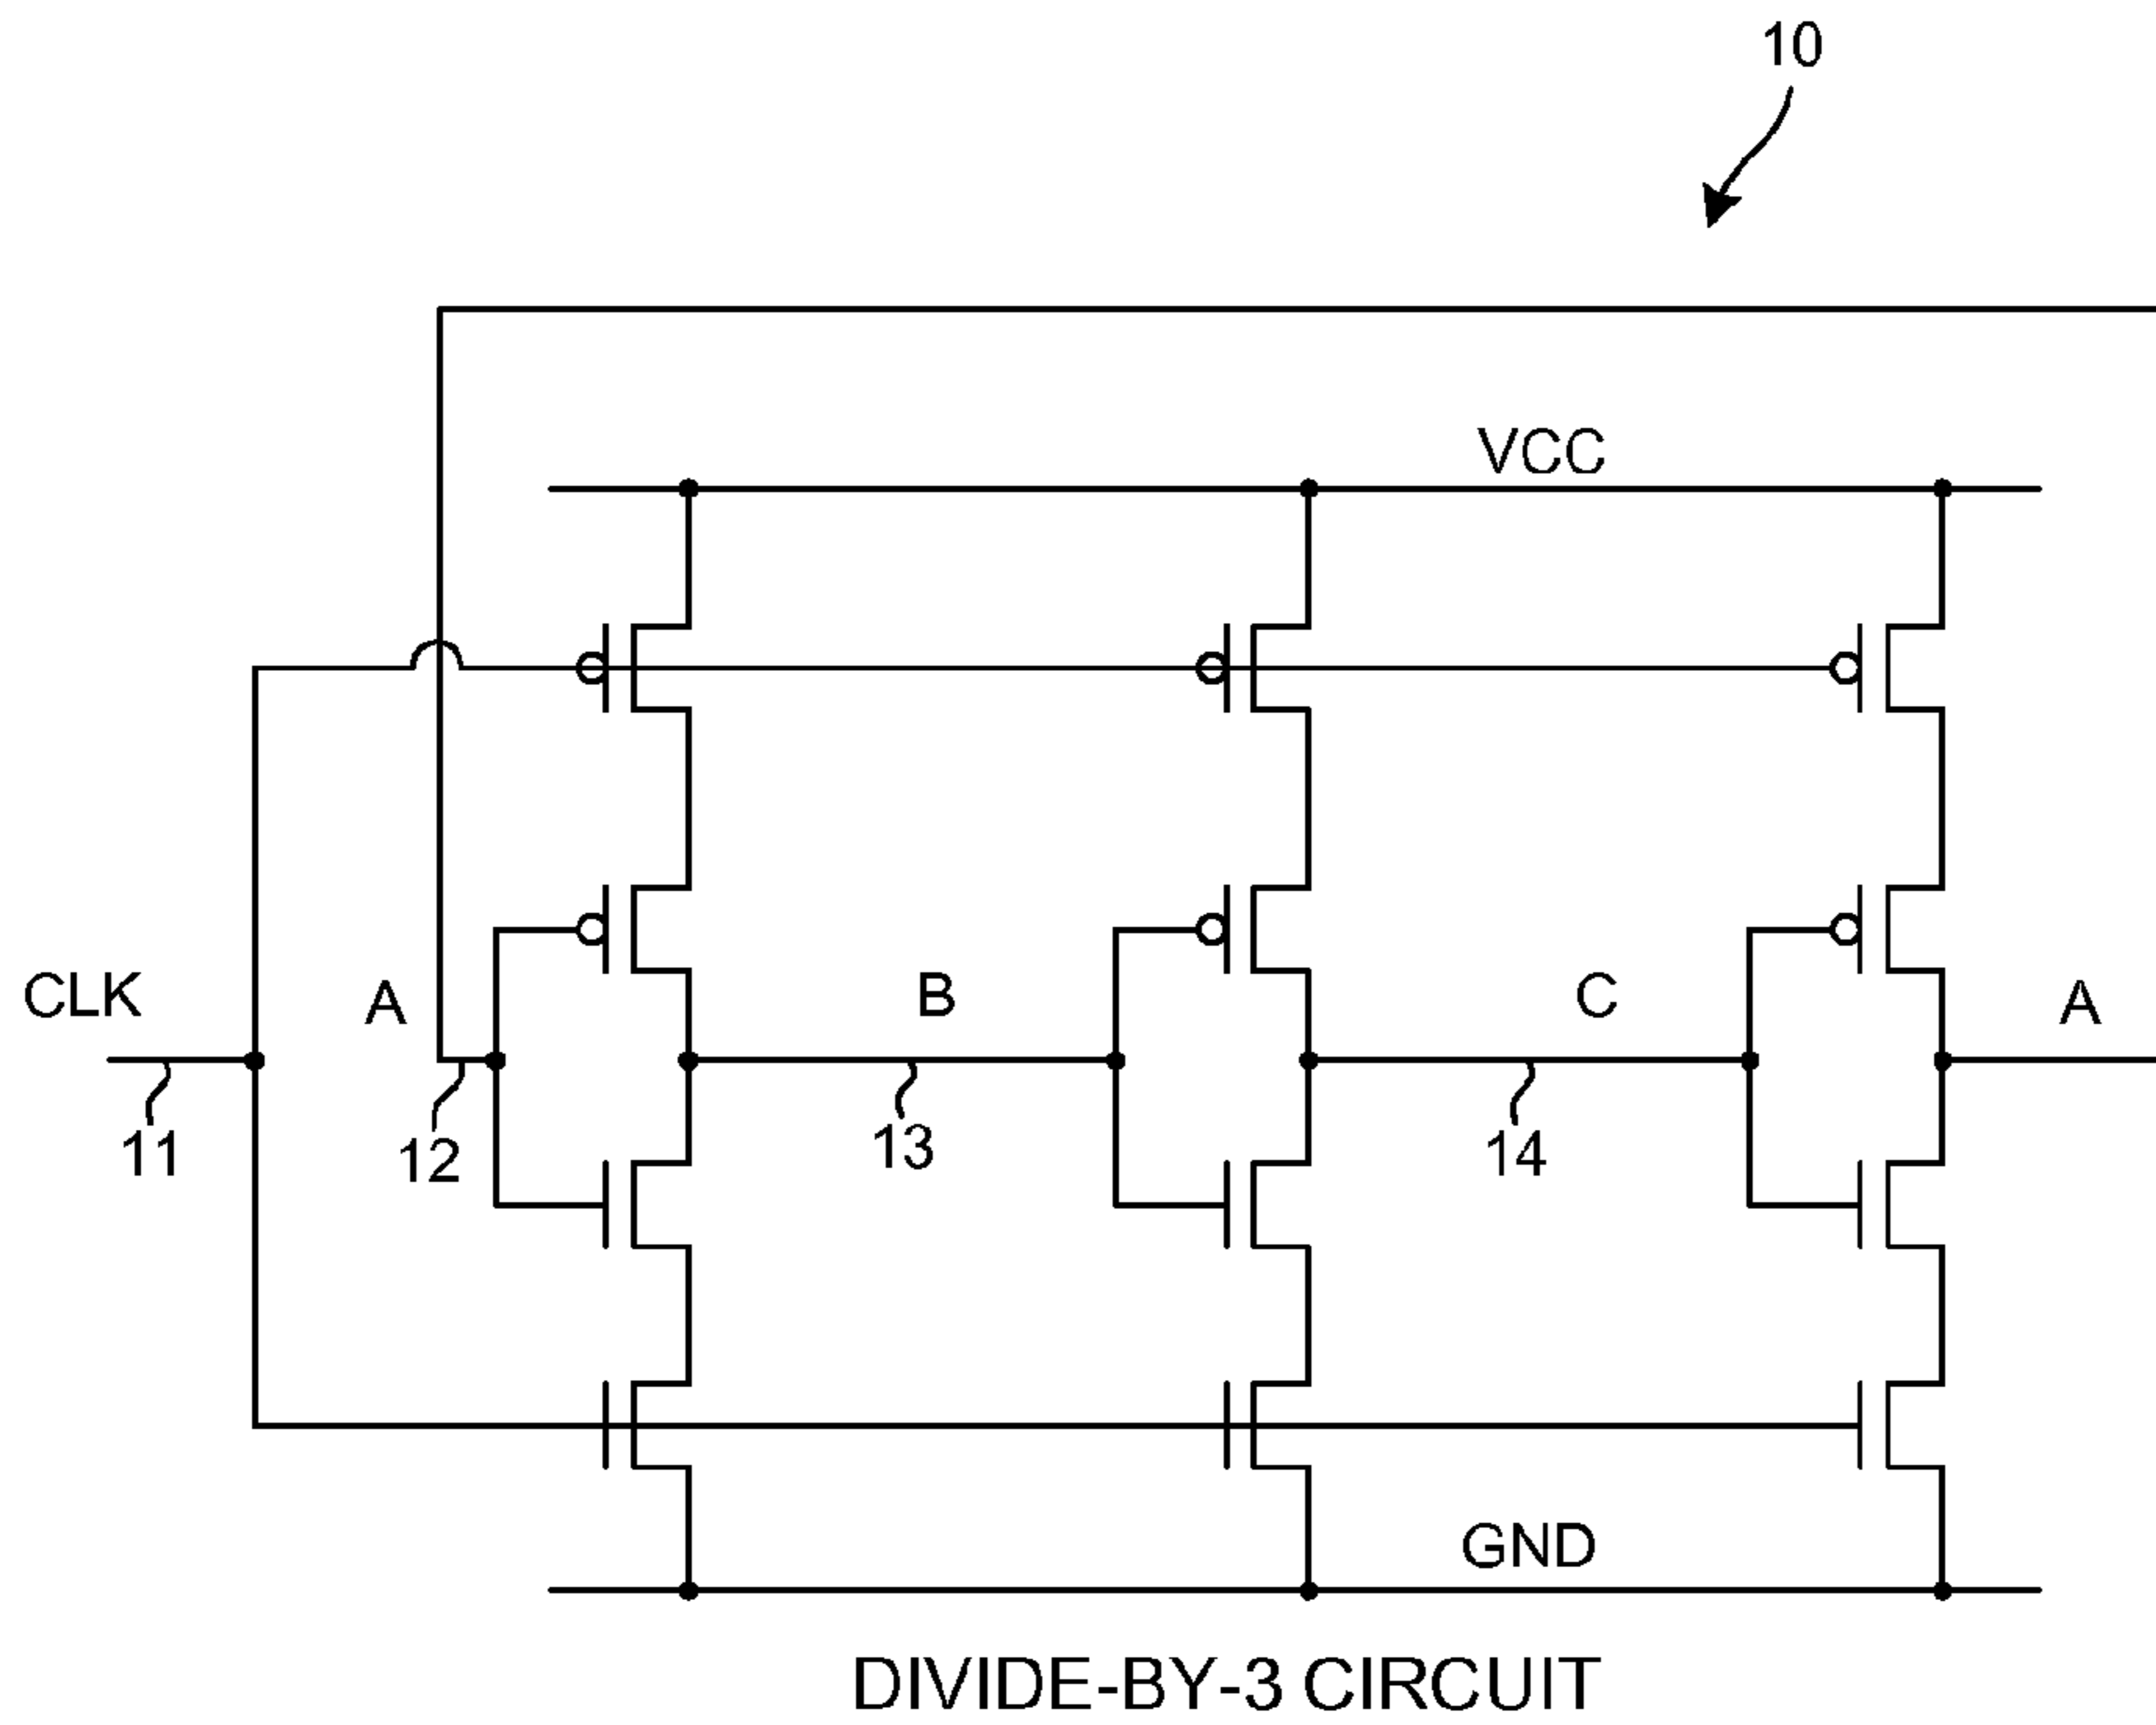 10
VCC
CLK
A
B
C
A
11
12
13
14
GND
DIVIDE-BY-3 CIRCUIT